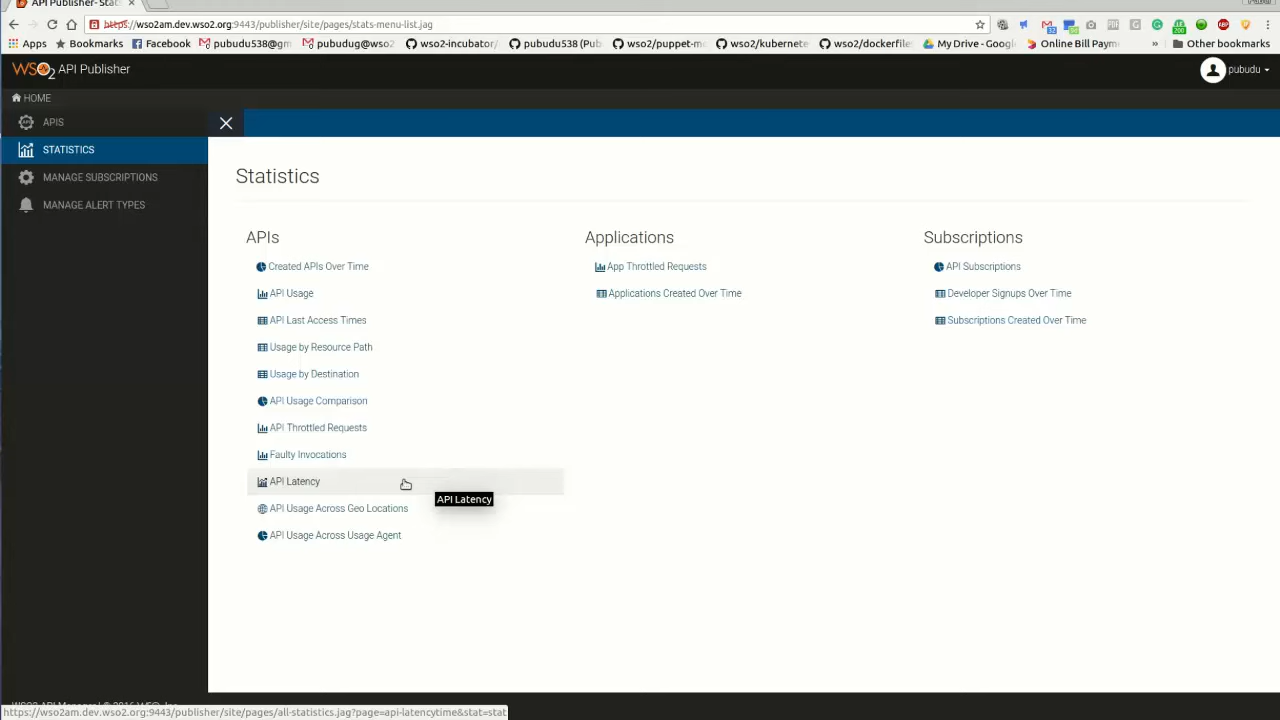 API Publisher- Stat
https://wso2am.dev.wso2.org:9443/publisher/site/pages/stats-menu-list.jag
Apps Bookmarks Facebook pubudu538@gm pubudug@wso2 wso2-incubator/ pubudu538 (Pub wso2/puppet-m wso2/kubernete wso2/dockerfiles My Drive - Googl Online Bill Paym » Other bookmarks
WSO2 API Publisher
pubudu
HOME
APIS
STATISTICS
MANAGE SUBSCRIPTIONS
MANAGE ALERT TYPES
Statistics
APIs
Created APIs Over Time
API Usage
API Last Access Times
Usage by Resource Path
Usage by Destination
API Usage Comparison
API Throttled Requests
Faulty Invocations
API Latency
API Latency
API Usage Across Geo Locations
API Usage Across Usage Agent
Applications
App Throttled Requests
Applications Created Over Time
Subscriptions
API Subscriptions
Developer Signups Over Time
Subscriptions Created Over Time
https://wso2am.dev.wso2.org:9443/publisher/site/pages/all-statistics.jag?page=api-latencytime&stat=stat